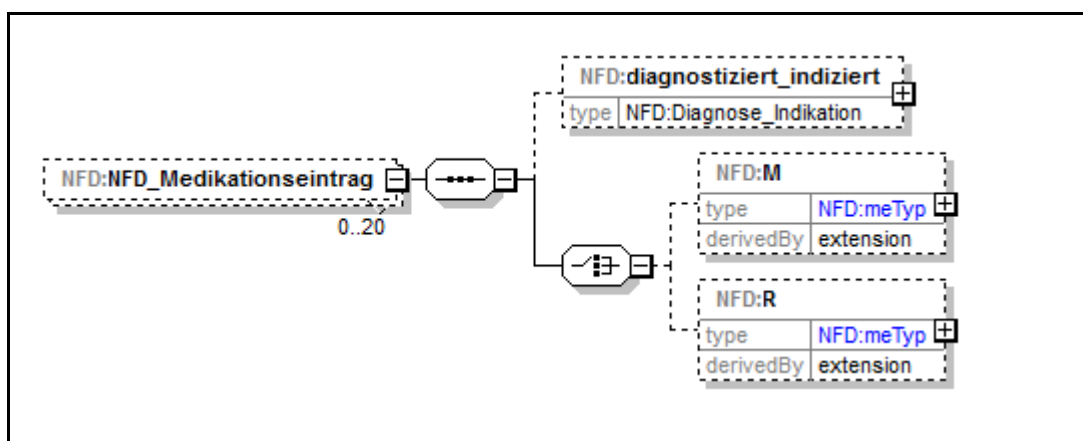 NFD:diagnostiziert_indiziert
type NFD:Diagnose_Indikation
NFD:NFD_Medikationseintrag
0..20
NFD:M
type NFD:meTyp
derivedBy extension
NFD:R
type NFD:meTyp
derivedBy extension